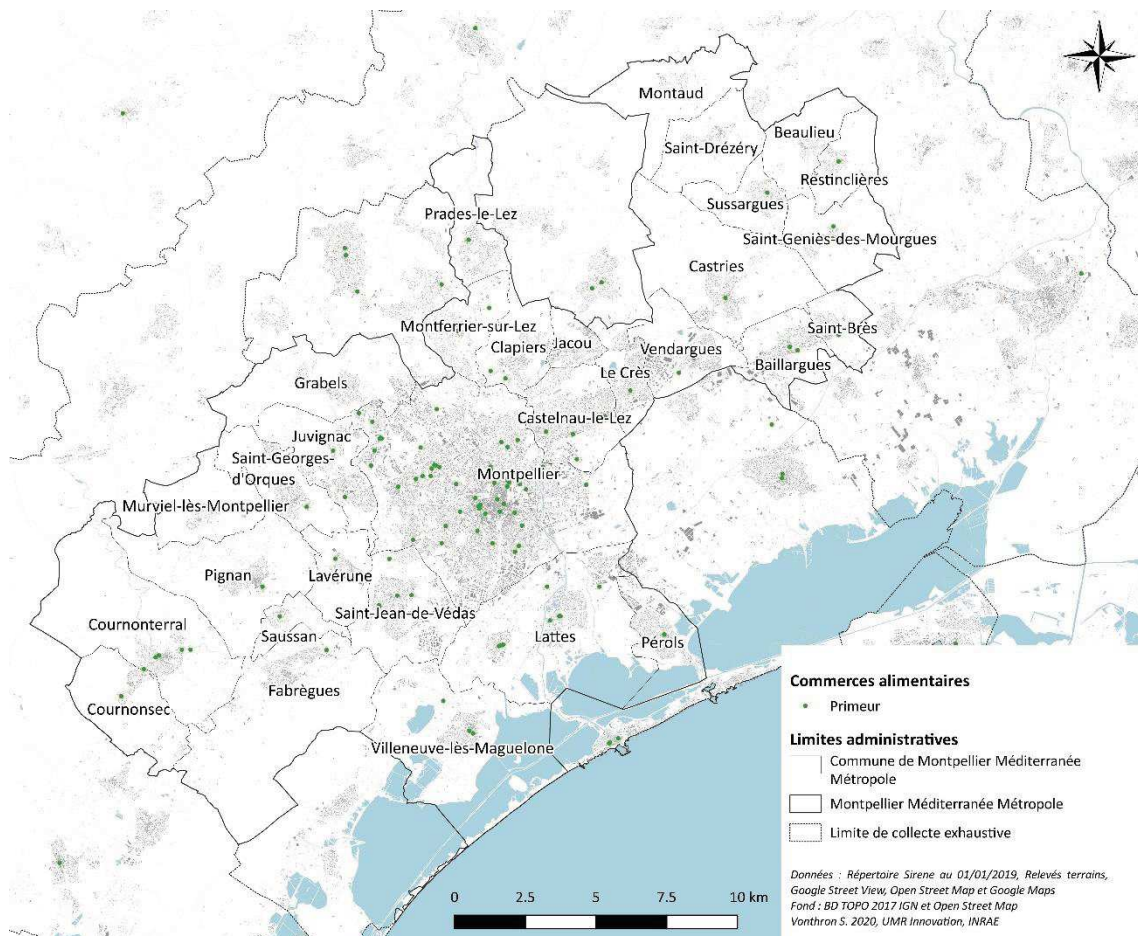 Montaud
Beaulieu
Saint-Drézéry
Restinclières
Sussargues
Prades-le-Lez
Saint-Geniès-des-Mourgues
Castries
Montferrier-sur-Lez
Saint-Brès
Jacou
Clapiers
Vendargues
Baillargues
Le Crès
Grabels
Castelnau-le-Lez
Juvignac
Saint-Georges-
d'Orques
Montpellier
Murviel-lès-Montpellier
Pignan
Lavérune
Saint-Jean-de-Védas
Cournonterral
Saussan
Lattes
Pérols
Fabrègues
Cournonsec
Villeneuve-lès-Maguelone
Commerces alimentaires
Primeur
Limites administratives
Commune de Montpellier Méditerranée
Métropole
Montpellier Méditerranée Métropole
Limite de collecte exhaustive
Données : Répertoire Sirene au 01/01/2019, Relevés terrains,
Google Street View, Open Street Map et Google Maps
Fond : BD TOPO 2017 IGN et Open Street Map
Vonthron S. 2020, UMR Innovation, INRAE
0 2.5 5 7.5 10 km